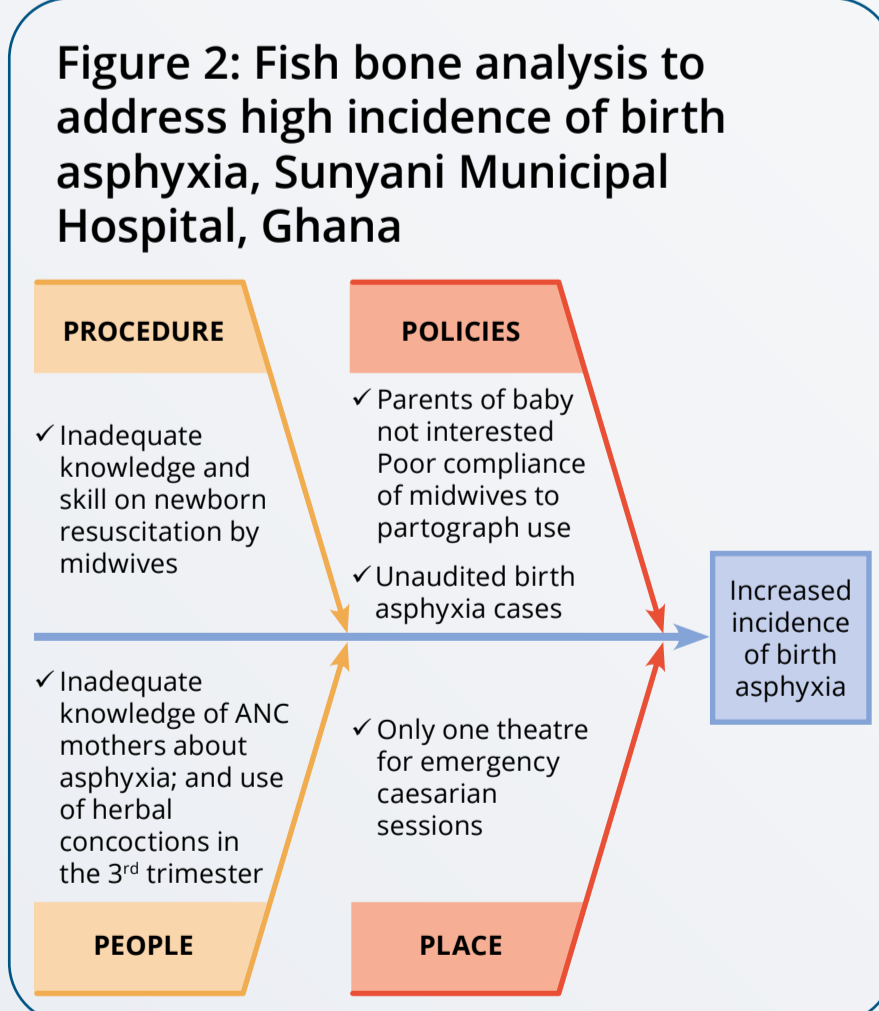 Figure 2: Fish bone analysis to
address high incidence of birth
asphyxia, Sunyani Municipal
Hospital, Ghana
PROCEDURE
✓ Inadequate
knowledge and
skill on newborn
resuscitation by
midwives
POLICIES
✓ Parents of baby
not interested
Poor compliance
of midwives to
partograph use
✓ Unaudited birth
asphyxia cases
Increased
incidence
of birth
asphyxia
✓ Inadequate
knowledge of ANC
mothers about
asphyxia; and use
of herbal
concoctions in
the 3rd trimester
PEOPLE
✓ Only one theatre
for emergency
caesarian
sessions
PLACE